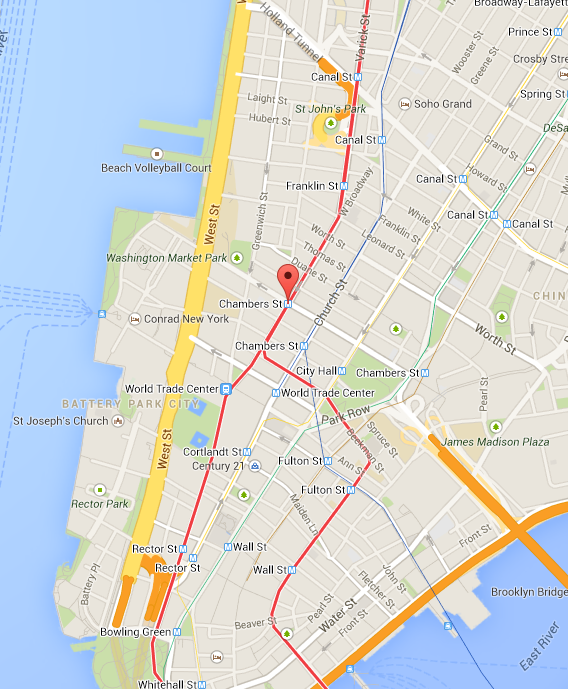 Broadway-Lafayet
Holland Tunnel
Varick St
Prince St
River
Wooster St
Crosby Stre
Greene St
Canal St
Laight St
St John's Park
Soho Grand
Spring St
Hubert St
DeSa
Canal St
Grand St
Beach Volleyball Court
Howard St
Franklin St
Canal St
W Broadway
Greenwich St
White St
Canal St
Canal St
West St
Franklin St
Worth St
Leonard St
Thomas St
Washington Market Park
Duane St
Chambers St
CHIN
Church St
Conrad New York
Worth St
Chambers St
City Hall
Chambers St
World Trade Center
World Trade Center
Pearl St
BATTERY PARK CITY
Park Row
St Joseph's Church
Spruce St
West St
Beekman St
James Madison Plaza
Cortlandt St
Century 21
Fulton St
Ann St
Fulton St
Rector Park
Maiden Ln
Front St
Rector St
Wall St
Rector St
Wall St
John St
Battery Pl
Fletcher St
Brooklyn Bridge
Pearl St
Water St
Beaver St
Front St
Bowling Green
East River
Whitehall St